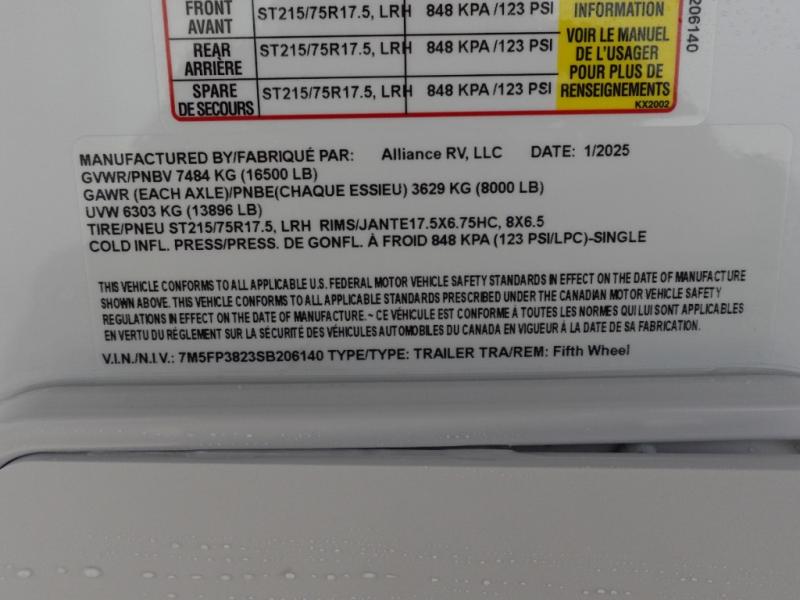 FRONT ST215/75R17.5, LRH 848 KPA /123 PSI INFORMATION
AVANT
REAR ST215/75R17.5, LRH 848 KPA /123 PSI VOIR LE MANUEL
ARRIÈRE DE L'USAGER
POUR PLUS DE
SPARE ST215/75R17.5, LRH 848 KPA /123 PSI RENSEIGNEMENTS
DE SECOURS KX2002
206140
MANUFACTURED BY/FABRIQUÉ PAR: Alliance RV, LLC DATE: 1/2025
GVWR/PNBV 7484 KG (16500 LB)
GAWR (EACH AXLE)/PNBE(CHAQUE ESSIEU) 3629 KG (8000 LB)
UVW 6303 KG (13896 LB)
TIRE/PNEU ST215/75R17.5, LRH RIMS/JANTE17.5X6.75HC, 8X6.5
COLD INFL. PRESS/PRESS. DE GONFL. À FROID 848 KPA (123 PSI/LPC)-SINGLE
THIS VEHICLE CONFORMS TO ALL APPLICABLE U.S. FEDERAL MOTOR VEHICLE SAFETY STANDARDS IN EFFECT ON THE DATE OF MANUFACTURE
SHOWN ABOVE. THIS VEHICLE CONFORMS TO ALL APPLICABLE STANDARDS PRESCRIBED UNDER THE CANADIAN MOTOR VEHICLE SAFETY
REGULATIONS IN EFFECT ON THE DATE OF MANUFACTURE. ~ CE VÉHICULE EST CONFORME À TOUTES LES NORMES QUI LUI SONT APPLICABLES
EN VERTU DU RÈGLEMENT SUR LA SÉCURITÉ DES VÉHICULES AUTOMOBILES DU CANADA EN VIGUEUR À LA DATE DE SA FABRICATION.
V.I.N./N.I.V.: 7M5FP3823SB206140 TYPE/TYPE: TRAILER TRA/REM: Fifth Wheel